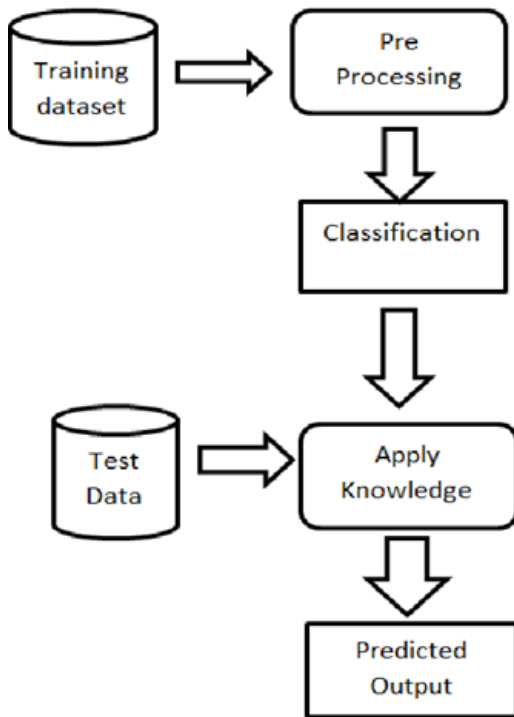 Training
dataset
Pre
Processing
Classification
Test
Data
Apply
Knowledge
Predicted
Output